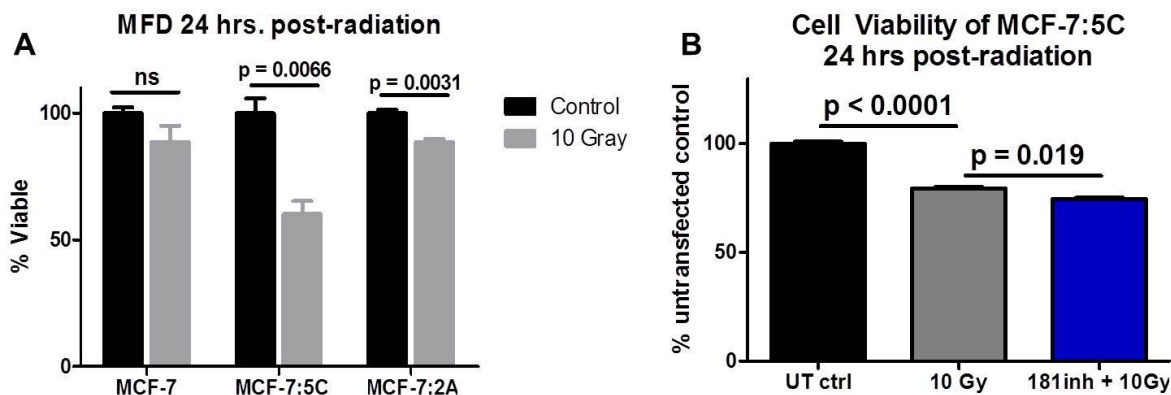 A
MFD 24 hrs. post-radiation
ns
p = 0.0066
p = 0.0031
% Viable
100
50
0
MCF-7
MCF-7:5C
MCF-7:2A
Control
10 Gray
B
Cell Viability of MCF-7:5C
24 hrs post-radiation
p < 0.0001
p = 0.019
% untransfected control
100
50
0
UT ctrl
10 Gy
181inh + 10Gy